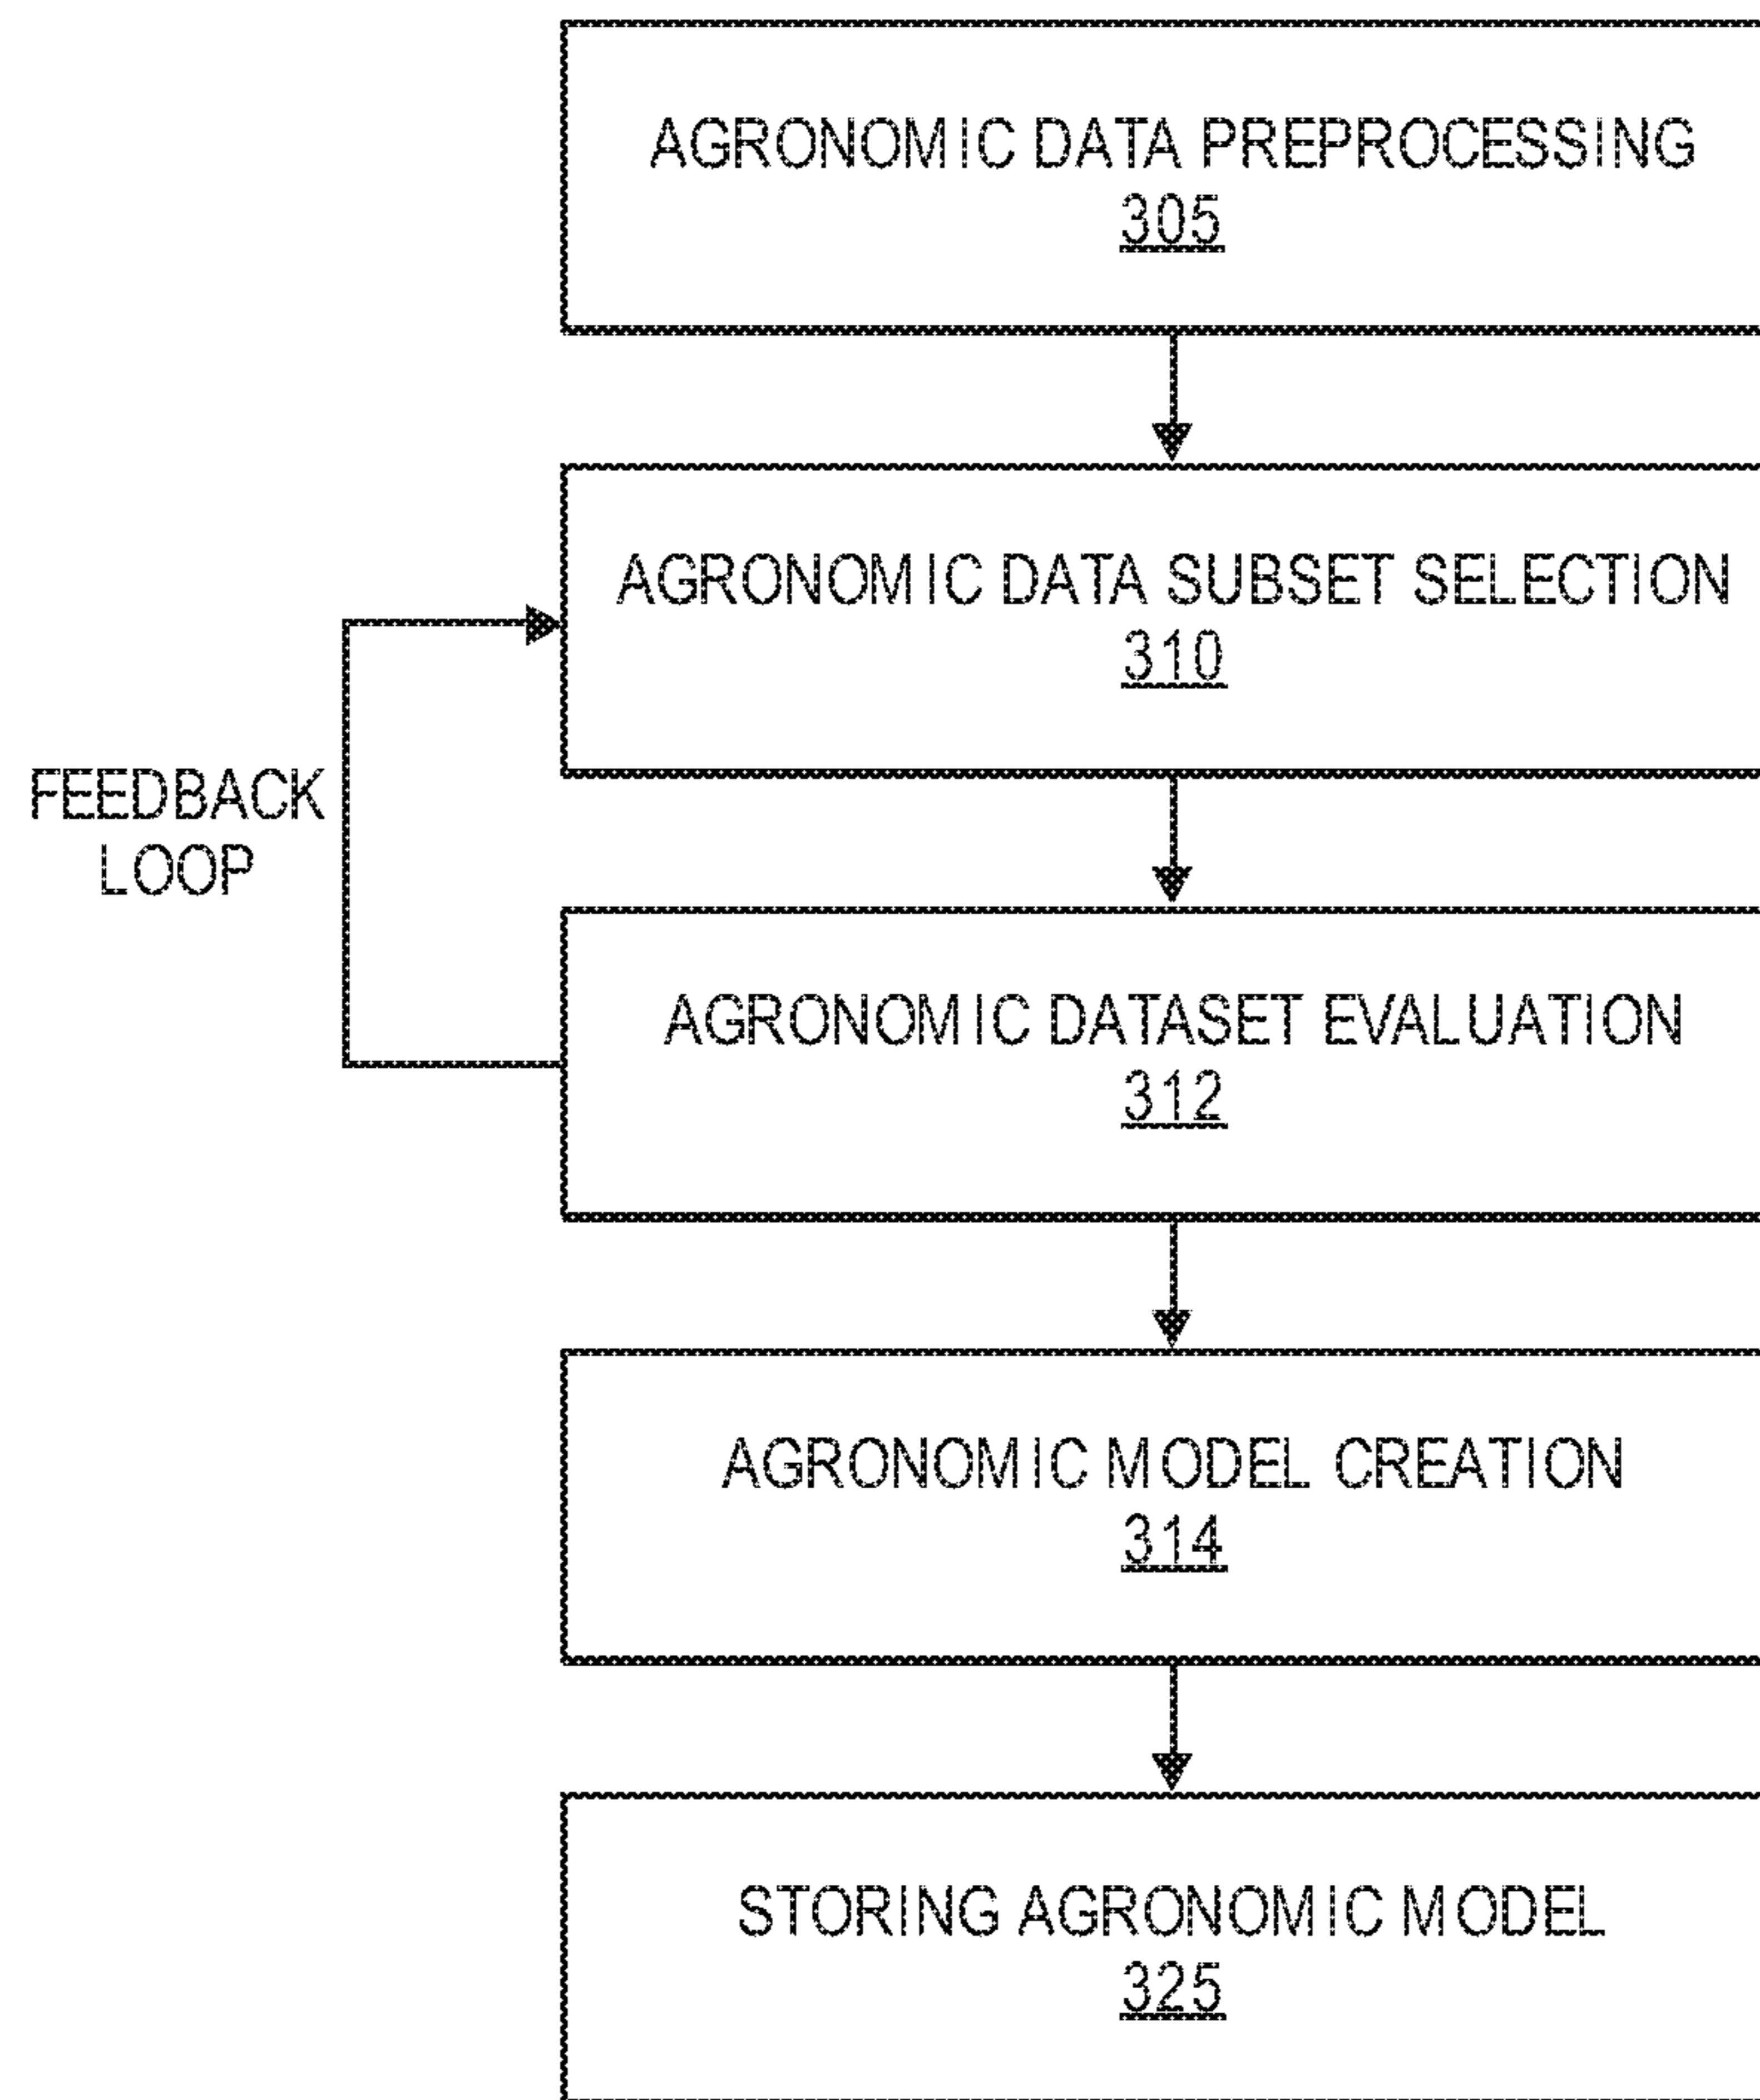 AGRONOMIC DATA PREPROCESSING
305
AGRONOMIC DATA SUBSET SELECTION
310
FEEDBACK
LOOP
AGRONOMIC DATASET EVALUATION
312
AGRONOMIC MODEL CREATION
314
STORING AGRONOMIC MODEL
325